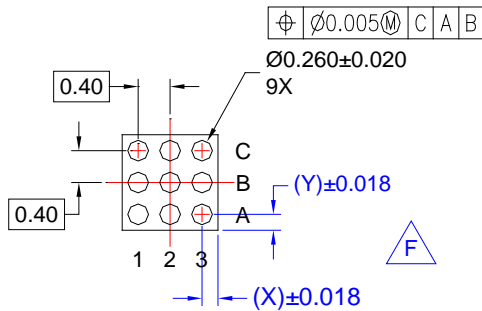 ⌖ Ø0.005Ⓜ C A B
Ø0.260±0.020
9X
0.40
0.40
C
B
A
1 2 3
(Y)±0.018
(X)±0.018
F